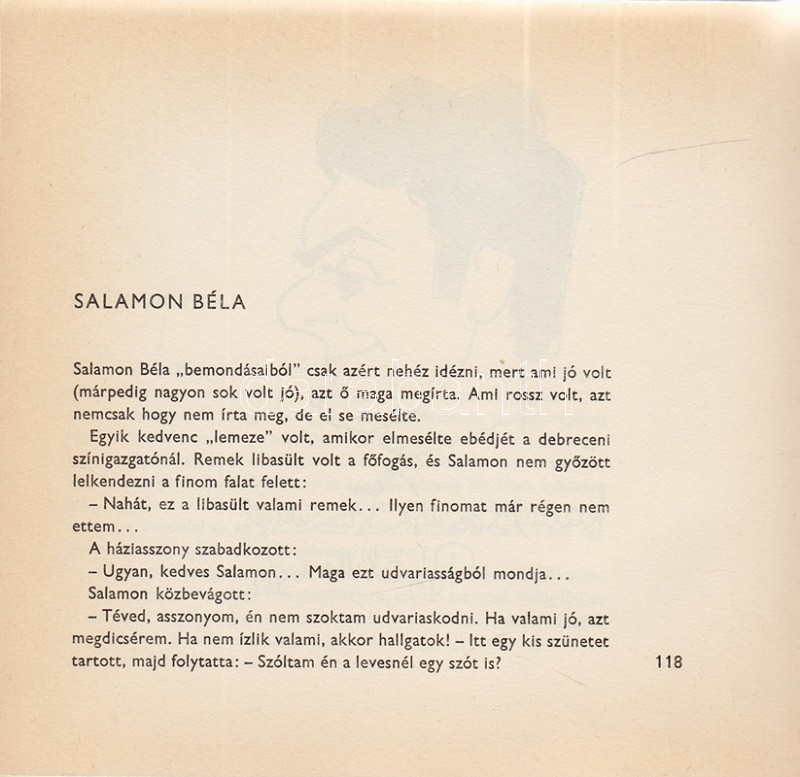 SALAMON BÉLA
Salamon Béla „bemondásaiból” csak azért nehéz idézni, mert ami jó volt
(márpedig nagyon sok volt jó), azt ő maga megírta. Ami rossz volt, azt
nemcsak hogy nem írta meg, de el se mesélte.
Egyik kedvenc „lemeze” volt, amikor elmesélte ebédjét a debreceni
színigazgatónál. Remek libasült volt a főfogás, és Salamon nem győzött
lelkendezni a finom falat felett:
– Nahát, ez a libasült valami remek... Ilyen finomat már régen nem
ettem...
A háziasszony szabadkozott:
– Ugyan, kedves Salamon... Maga ezt udvariasságból mondja...
Salamon közbevágott:
– Téved, asszonyom, én nem szoktam udvariaskodni. Ha valami jó, azt
megdicsérem. Ha nem ízlik valami, akkor hallgatok! – Itt egy kis szünetet
tartott, majd folytatta: – Szóltam én a levesnél egy szót is?
118